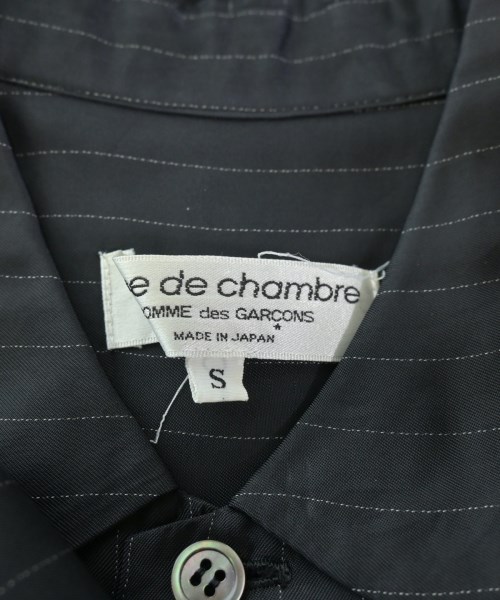 e de chambre
OMME des GARCONS
MADE IN JAPAN
S